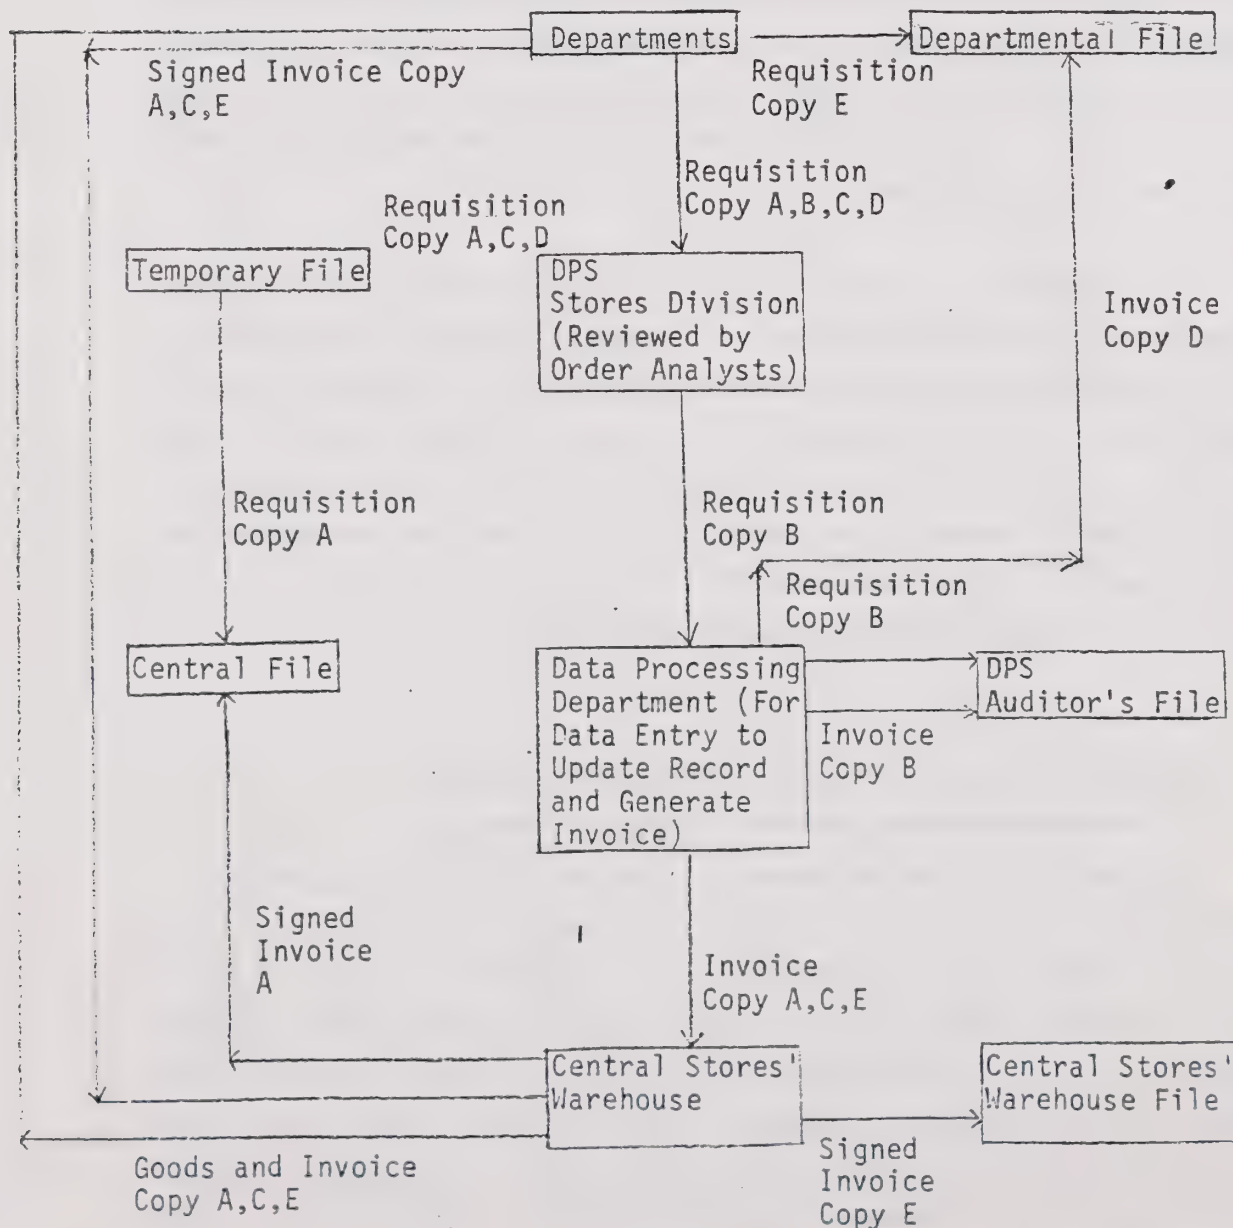 Departments
Departmental File
Signed Invoice Copy
A,C,E
Requisition
Copy E
Requisition
Copy A,B,C,D
Requisition
Copy A,C,D
Temporary File
DPS
Stores Division
(Reviewed by
Order Analysts)
Invoice
Copy D
Requisition
Copy A
Requisition
Copy B
Requisition
Copy B
Central File
Data Processing
Department (For
Data Entry to
Update Record
and Generate
Invoice)
DPS
Auditor's File
Invoice
Copy B
Signed
Invoice
A
Invoice
Copy A,C,E
Central Stores'
Warehouse
Central Stores'
Warehouse File
Goods and Invoice
Copy A,C,E
Signed
Invoice
Copy E